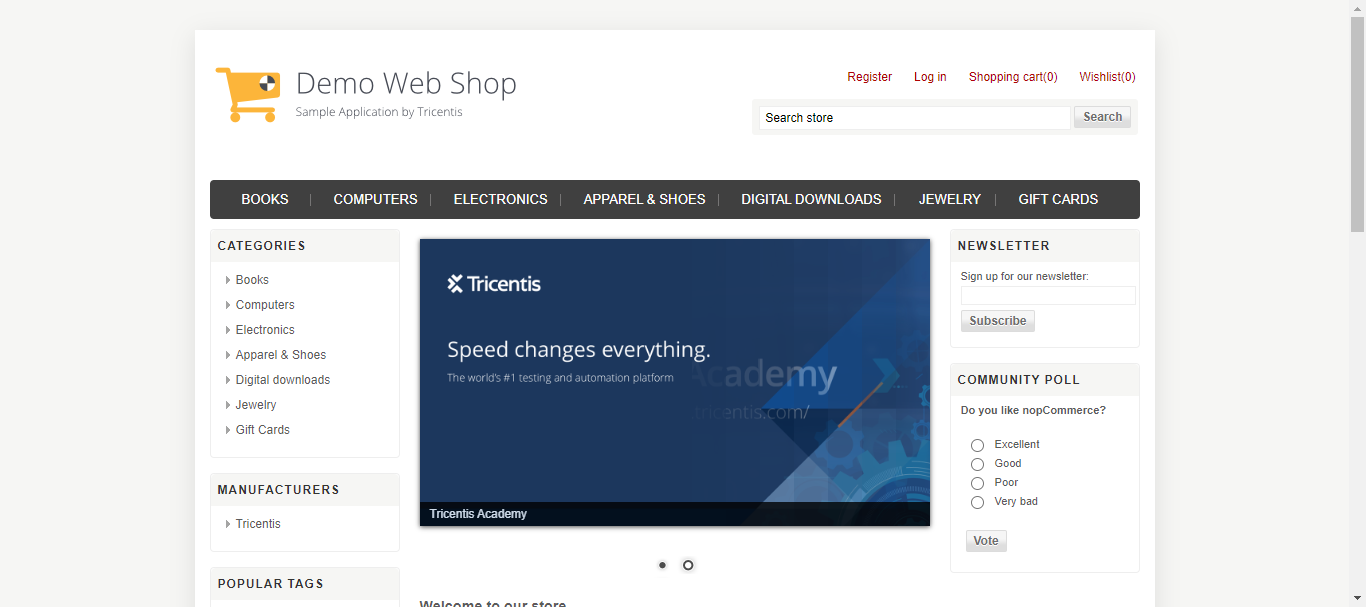 Demo Web Shop
Sample Application by Tricentis
Register Log in Shopping cart(0) Wishlist(0)
Search store Search
BOOKS COMPUTERS ELECTRONICS APPAREL & SHOES DIGITAL DOWNLOADS JEWELRY GIFT CARDS
CATEGORIES
Books
Computers
Electronics
Apparel & Shoes
Digital downloads
Jewelry
Gift Cards
MANUFACTURERS
Tricentis
POPULAR TAGS
Tricentis
Speed changes everything.
The world's #1 testing and automation platform
Academy
tricentis.com/
Tricentis Academy
Welcome to our store
NEWSLETTER
Sign up for our newsletter:
Subscribe
COMMUNITY POLL
Do you like nopCommerce?
Excellent
Good
Poor
Very bad
Vote